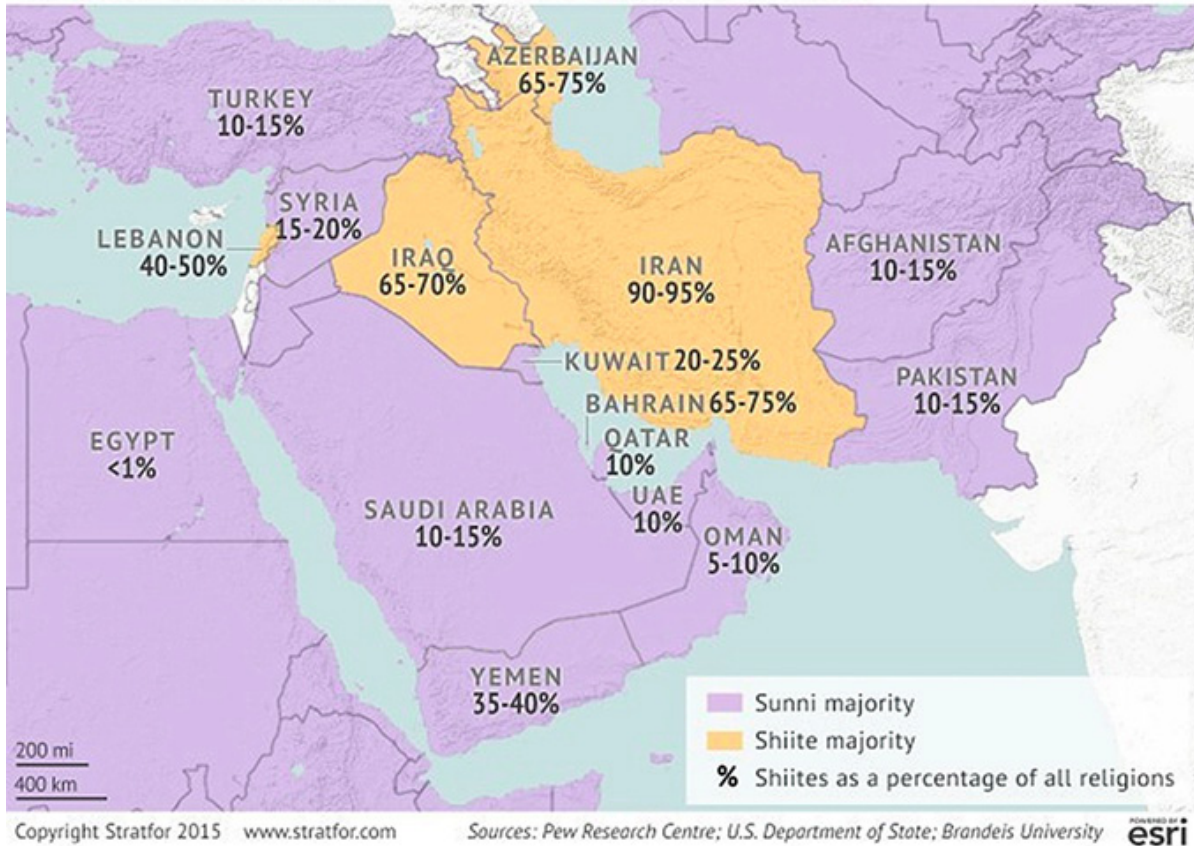 AZERBAIJAN
65-75%
TURKEY
10-15%
SYRIA
15-20%
LEBANON
40-50%
IRAQ
65-70%
IRAN
90-95%
AFGHANISTAN
10-15%
KUWAIT 20-25%
PAKISTAN
10-15%
BAHRAIN 65-75%
QATAR
10%
EGYPT
<1%
UAE
10%
SAUDI ARABIA
10-15%
OMAN
5-10%
YEMEN
35-40%
Sunni majority
Shiite majority
% Shiites as a percentage of all religions
200 mi
400 km
Copyright Stratfor 2015 www.stratfor.com Sources: Pew Research Centre; U.S. Department of State; Brandeis University
POWERED BY
esri